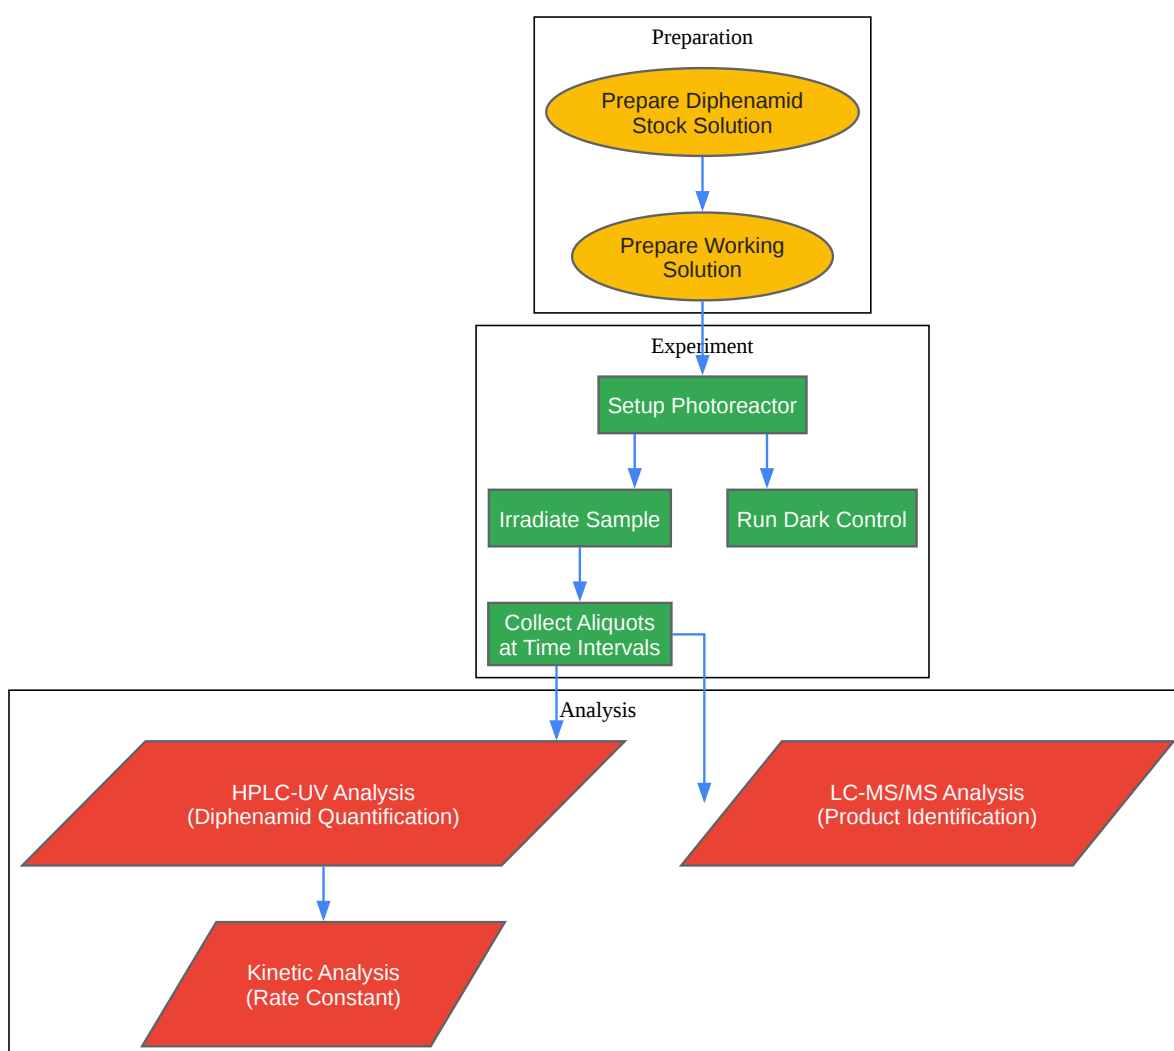 Preparation
Prepare Diphenamid
Stock Solution
Prepare Working
Solution
Experiment
Setup Photoreactor
Irradiate Sample
Run Dark Control
Collect Aliquots
at Time Intervals
Analysis
HPLC-UV Analysis
(Diphenamid Quantification)
LC-MS/MS Analysis
(Product Identification)
Kinetic Analysis
(Rate Constant)